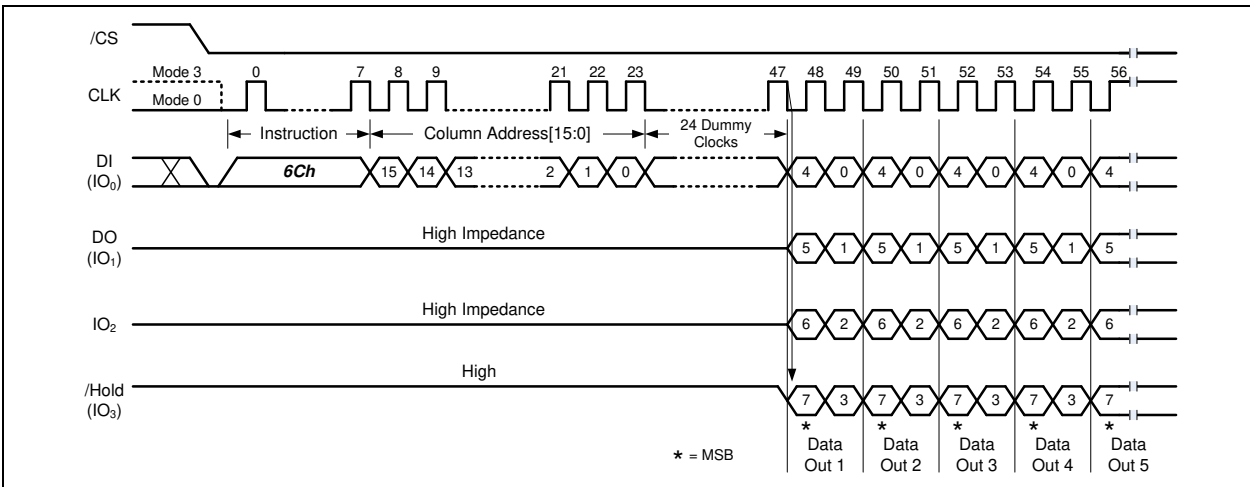 /CS
Mode 3 0 7 8 9 21 22 23 47 48 49 50 51 52 53 54 55 56
CLK
Mode 0
Instruction Column Address[15:0] 24 Dummy
Clocks
DI
(IO₀)
6Ch 15 14 13 2 1 0 4 0 4 0 4 0 4 0 4
High Impedance
DO
(IO₁)
5 1 5 1 5 1 5 1 5
High Impedance
IO₂
6 2 6 2 6 2 6 2 6
High
/Hold
(IO₃)
7 3 7 3 7 3 7 3 7
* * * * *
* = MSB
Data Data Data Data Data
Out 1 Out 2 Out 3 Out 4 Out 5